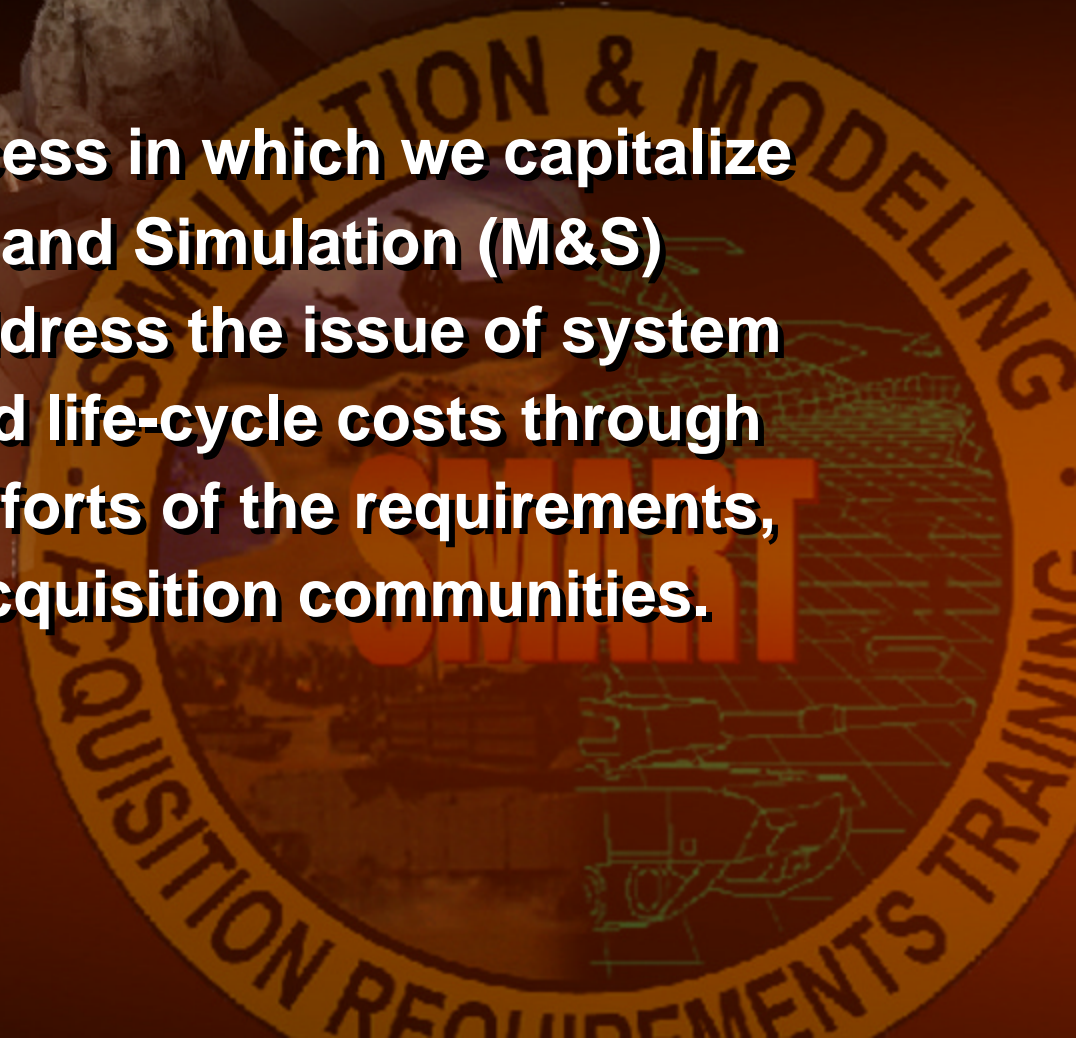 ess in which we capitalize
and Simulation (M&S)
dress the issue of system
d life-cycle costs through
forts of the requirements,
cquisition communities.
SIMULATION & MODELING
SMART
ACQUISITION REQUIREMENTS TRAINING